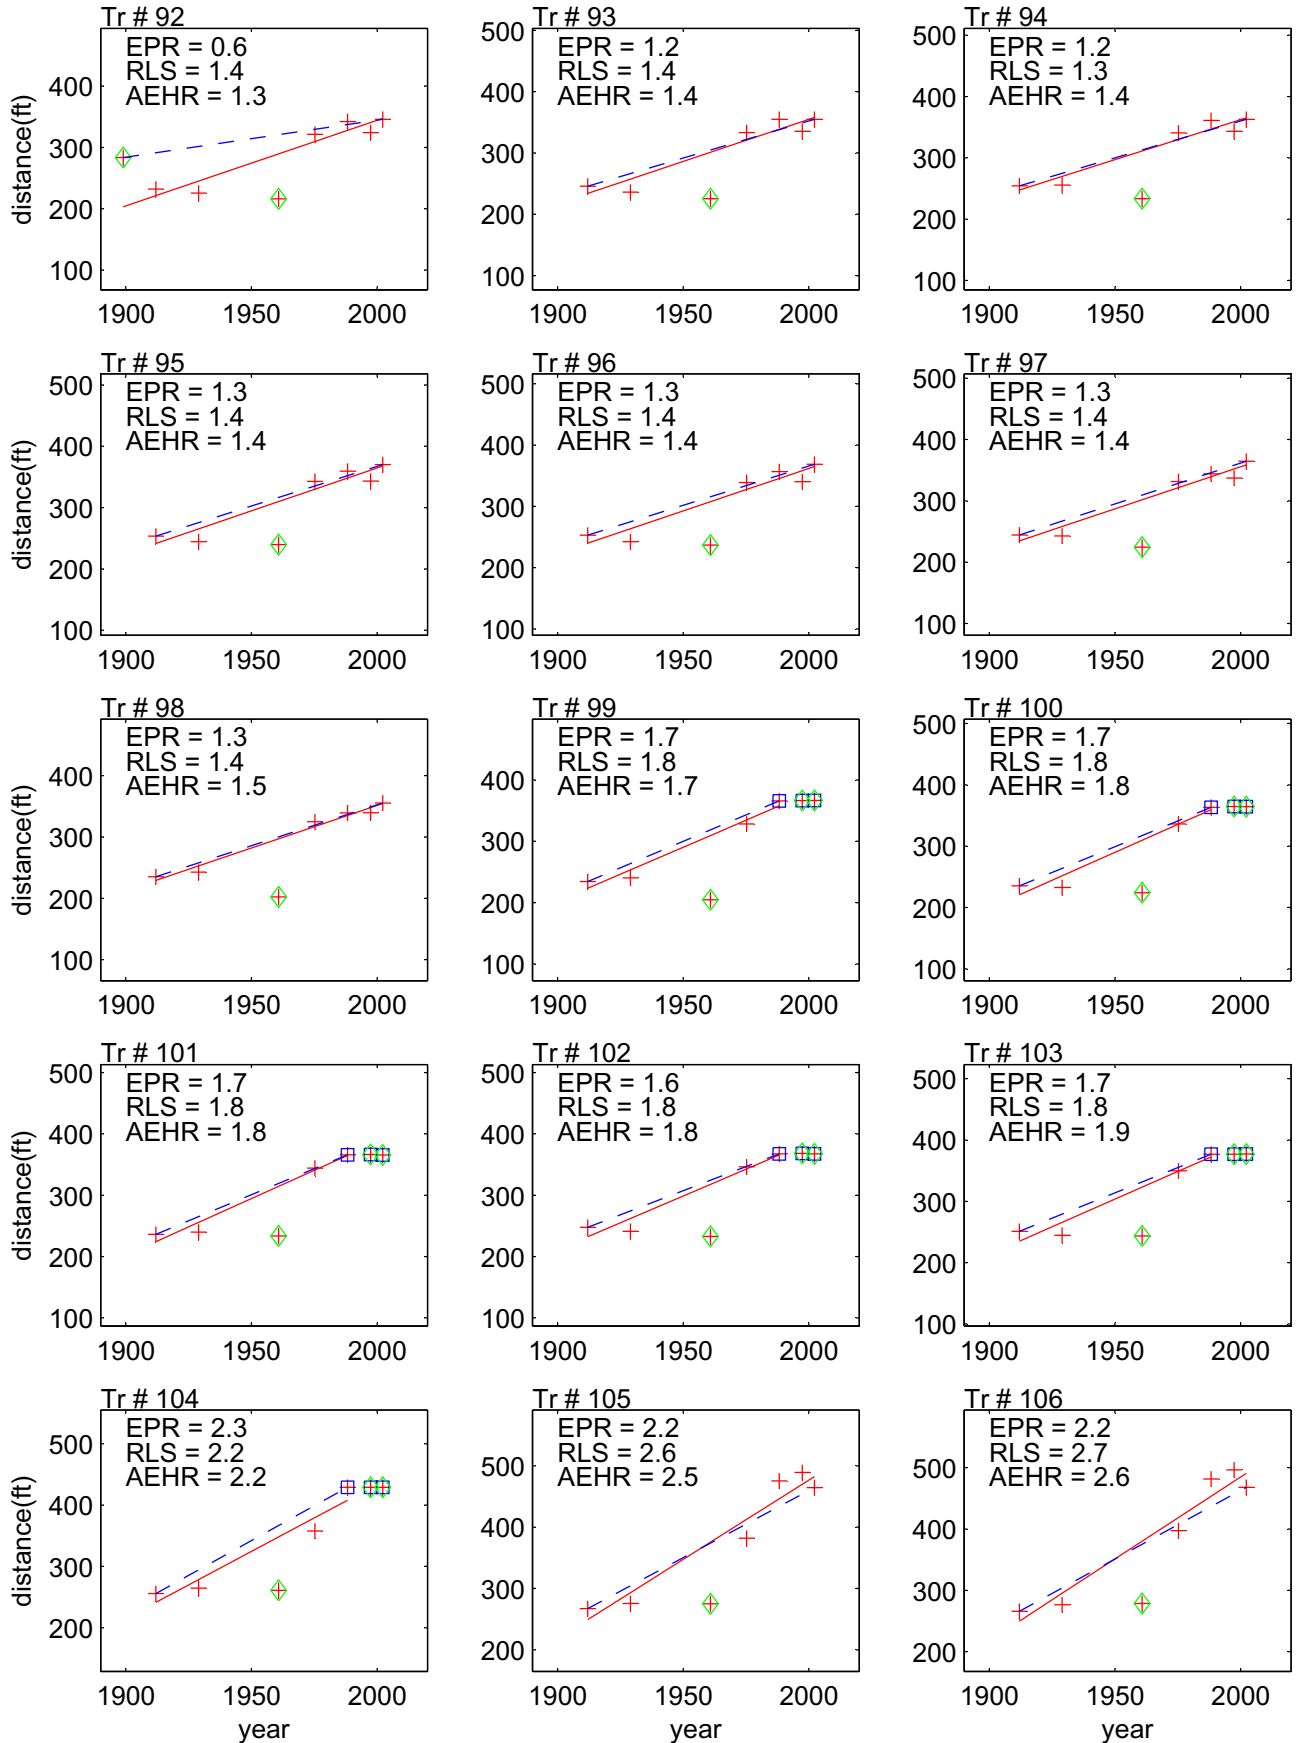 Tr # 92
EPR = 0.6
RLS = 1.4
AEHR = 1.3
400
300
200
100
distance(ft)
1900 1950 2000
Tr # 93
EPR = 1.2
RLS = 1.4
AEHR = 1.4
500
400
300
200
100
1900 1950 2000
Tr # 94
EPR = 1.2
RLS = 1.3
AEHR = 1.4
500
400
300
200
100
1900 1950 2000
Tr # 95
EPR = 1.3
RLS = 1.4
AEHR = 1.4
500
400
300
200
100
distance(ft)
1900 1950 2000
Tr # 96
EPR = 1.3
RLS = 1.4
AEHR = 1.4
500
400
300
200
100
1900 1950 2000
Tr # 97
EPR = 1.3
RLS = 1.4
AEHR = 1.4
500
400
300
200
100
1900 1950 2000
Tr # 98
EPR = 1.3
RLS = 1.4
AEHR = 1.5
400
300
200
100
distance(ft)
1900 1950 2000
Tr # 99
EPR = 1.7
RLS = 1.8
AEHR = 1.7
400
300
200
100
1900 1950 2000
Tr # 100
EPR = 1.7
RLS = 1.8
AEHR = 1.8
500
400
300
200
100
1900 1950 2000
Tr # 101
EPR = 1.7
RLS = 1.8
AEHR = 1.8
500
400
300
200
100
distance(ft)
1900 1950 2000
Tr # 102
EPR = 1.6
RLS = 1.8
AEHR = 1.8
500
400
300
200
100
1900 1950 2000
Tr # 103
EPR = 1.7
RLS = 1.8
AEHR = 1.9
500
400
300
200
100
1900 1950 2000
Tr # 104
EPR = 2.3
RLS = 2.2
AEHR = 2.2
500
400
300
200
distance(ft)
1900 1950 2000
year
Tr # 105
EPR = 2.2
RLS = 2.6
AEHR = 2.5
500
400
300
200
1900 1950 2000
year
Tr # 106
EPR = 2.2
RLS = 2.7
AEHR = 2.6
500
400
300
200
1900 1950 2000
year